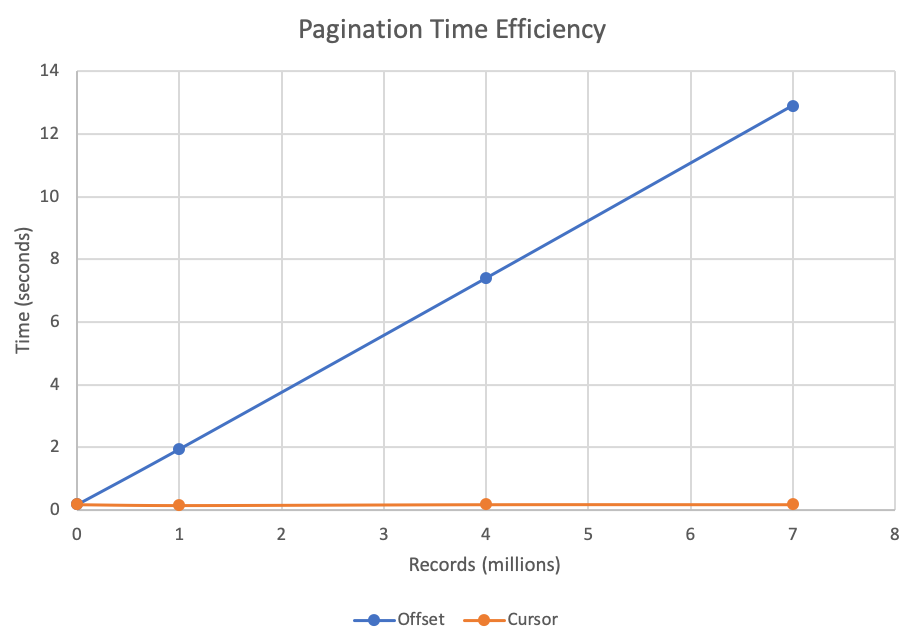 Pagination Time Efficiency
14
12
10
8
6
4
2
0
Time (seconds)
0 1 2 3 4 5 6 7 8
Records (millions)
Offset Cursor